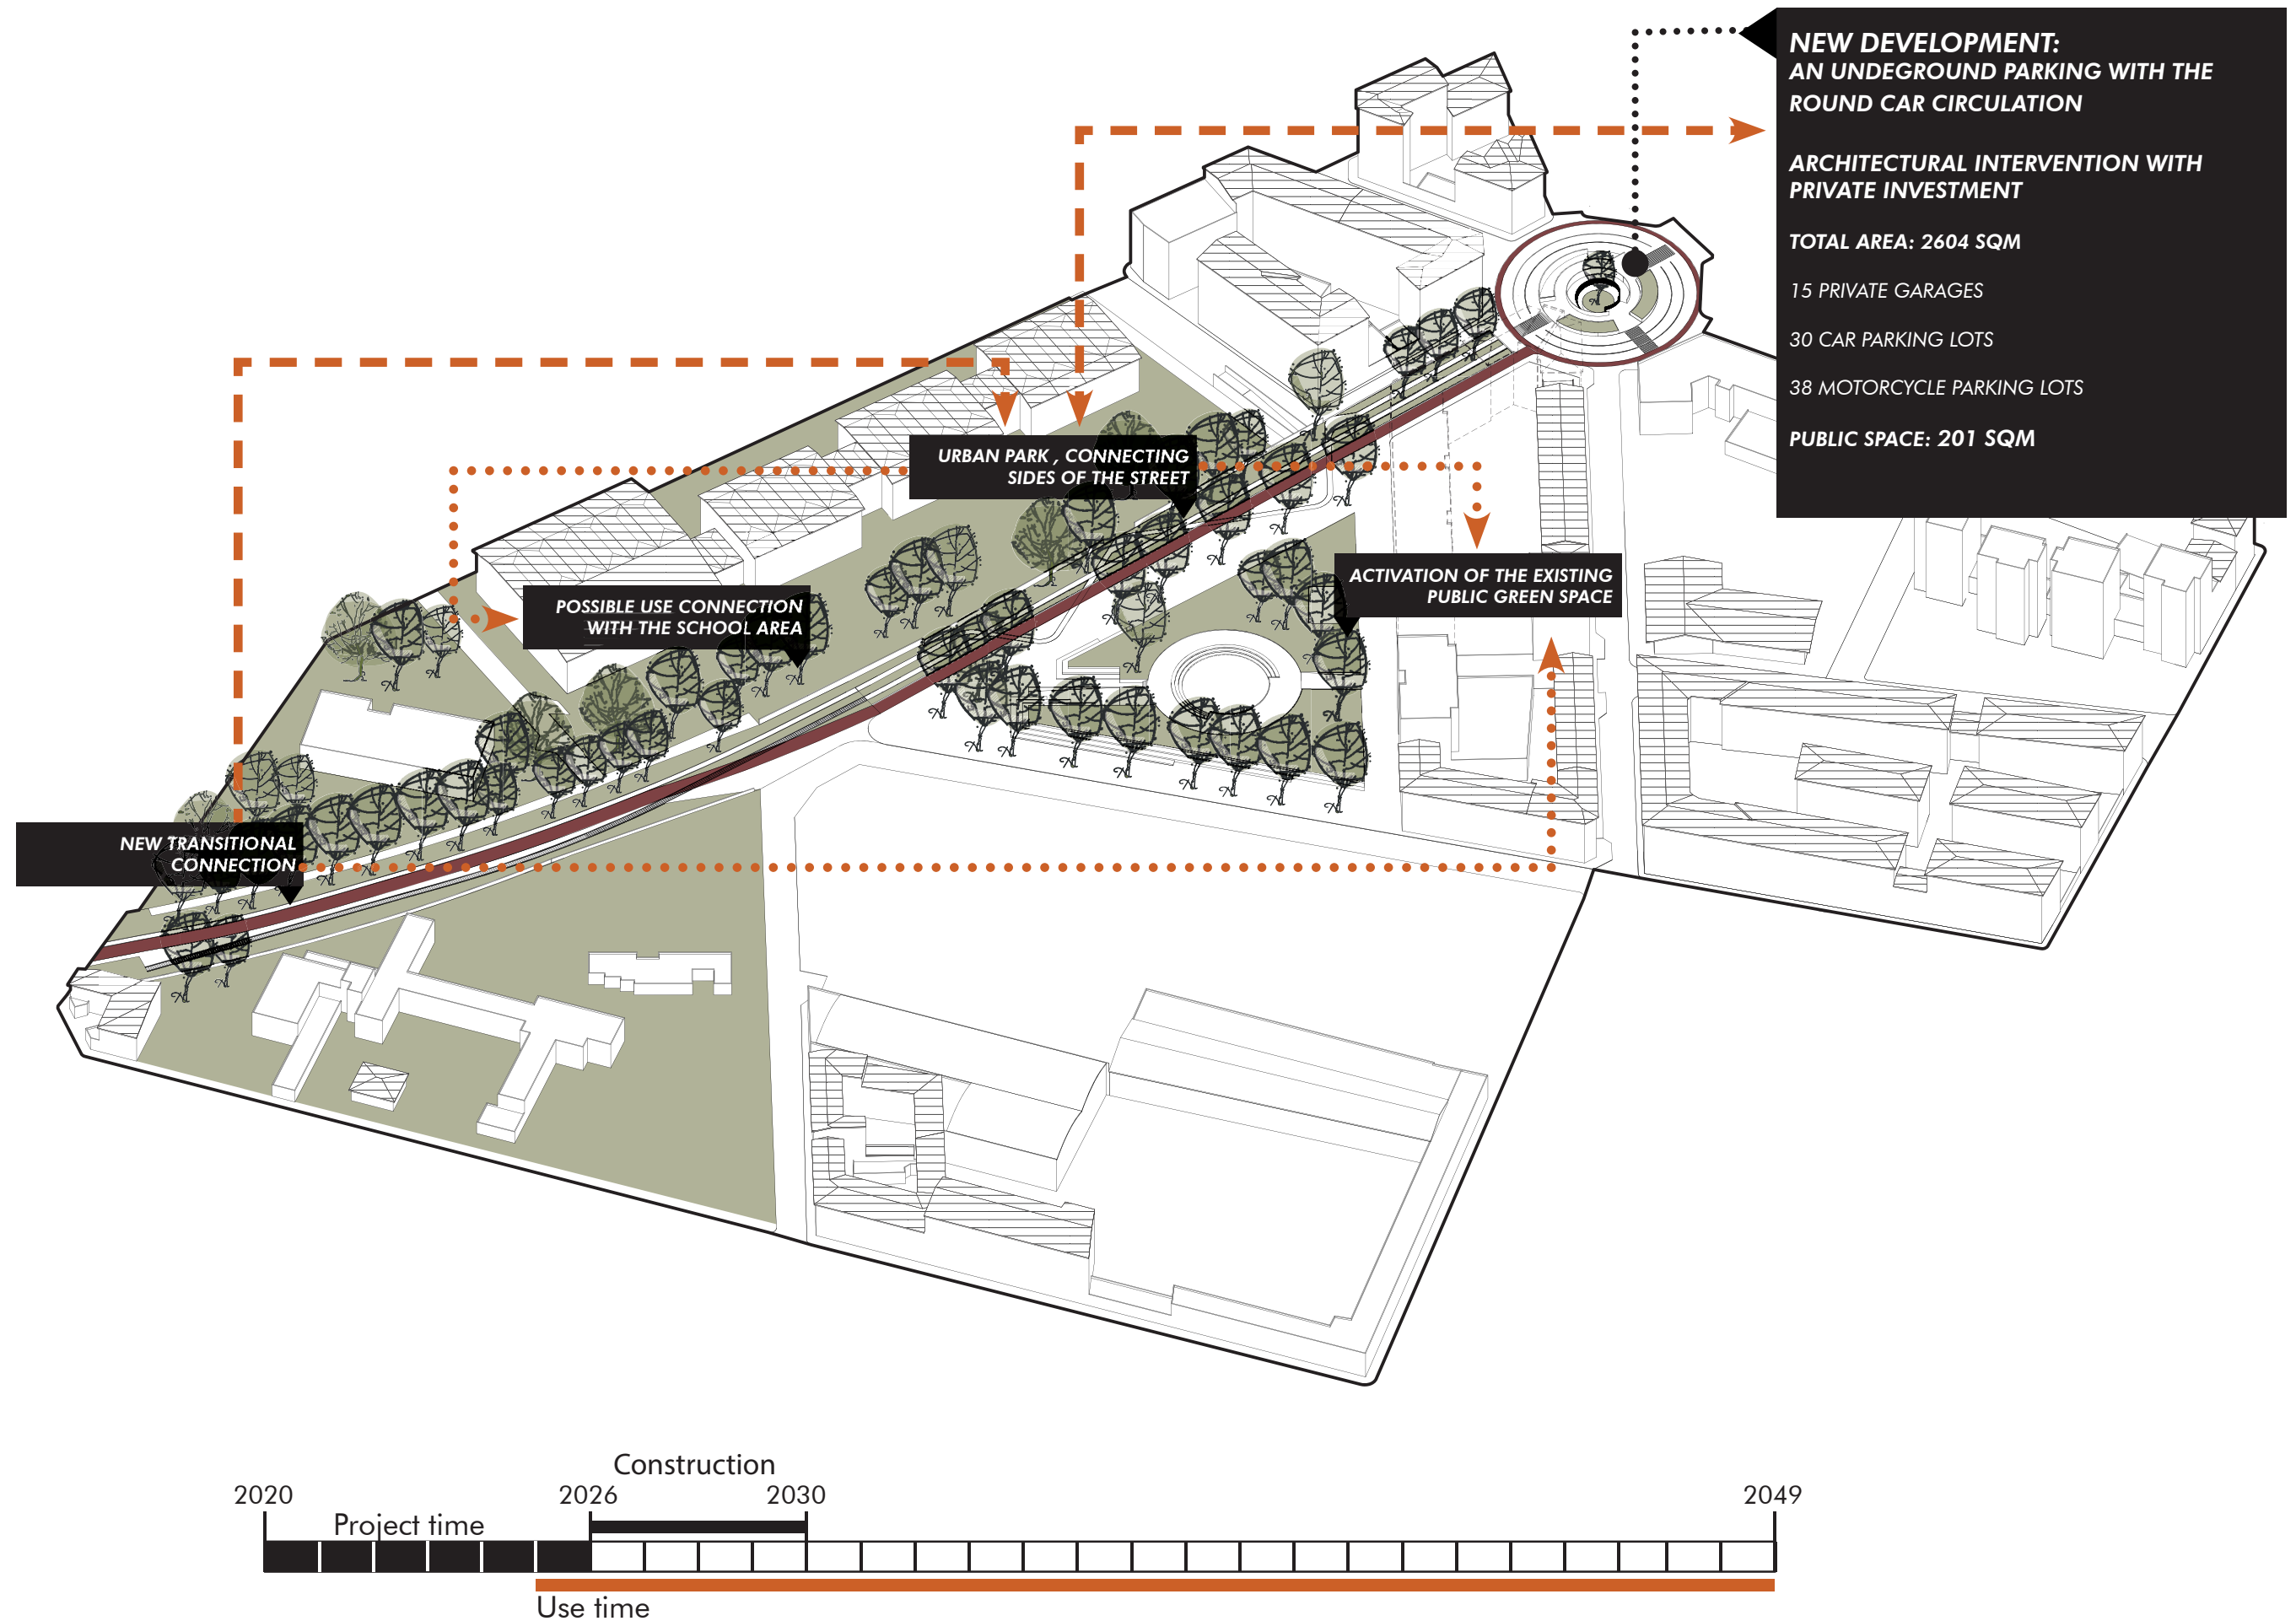 NEW DEVELOPMENT:
AN UNDEGROUND PARKING WITH THE
ROUND CAR CIRCULATION
ARCHITECTURAL INTERVENTION WITH
PRIVATE INVESTMENT
TOTAL AREA: 2604 SQM
15 PRIVATE GARAGES
30 CAR PARKING LOTS
38 MOTORCYCLE PARKING LOTS
PUBLIC SPACE: 201 SQM
URBAN PARK , CONNECTING
SIDES OF THE STREET
ACTIVATION OF THE EXISTING
PUBLIC GREEN SPACE
POSSIBLE USE CONNECTION
WITH THE SCHOOL AREA
NEW TRANSITIONAL
CONNECTION
Construction
2020 2026 2030 2049
Project time
Use time